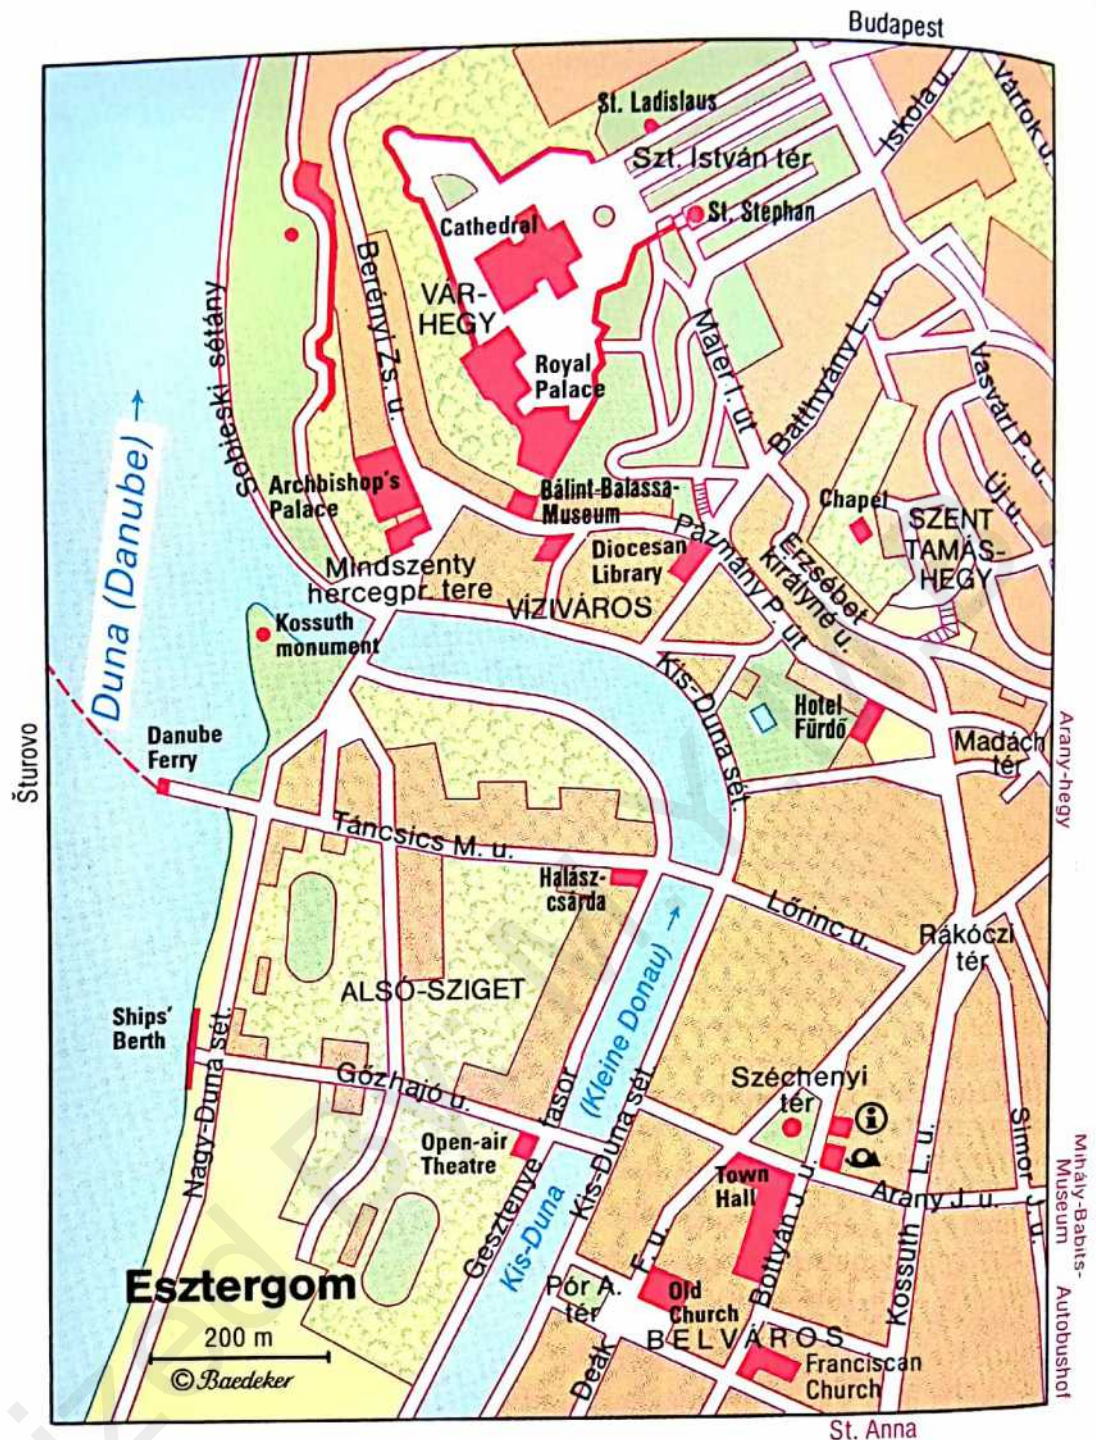 Budapest
St. Ladislaus
Szt. István tér
Iskola u.
Várfok u.
St. Stephan
Cathedral
VÁR-
HEGY
Royal
Palace
Berényi Zs. u.
Sobieski sétány
Majer I. út
Batthyány L. u.
Vasvári P. u.
Új u.
Duna (Danube) →
Archbishop's
Palace
Bálint-Balassa-
Museum
Chapel
SZENT
TAMÁS-
HEGY
Diocesan
Library
Pázmány P. út
Erzsébet
királyné u.
Mindszenty
hercegpr. tere
VÍZIVÁROS
Kossuth
monument
Kis-Duna sét.
Hotel
Fürdő
Madách
tér
Arany-hegy
Šturovo
Danube
Ferry
Táncsics M. u.
Halász-
csárda
Lőrinc u.
Rákóczi
tér
ALSÓ-SZIGET
Ships'
Berth
Nagy-Duna sét.
Gőzhajó u.
(Kleine Donau) →
Széchenyi
tér
i
Open-air
Theatre
Gesztenye fasor
Kis-Duna
Kis-Duna sét.
Town
Hall
Bottyán J. u.
Arany J. u.
Kossuth L. u.
Simor J. u.
Mihály-Babits-
Museum
Autobushof
Pór A.
tér
Deák F. u.
Old
Church
BELVÁROS
Franciscan
Church
St. Anna
Esztergom
200 m
© Baedeker